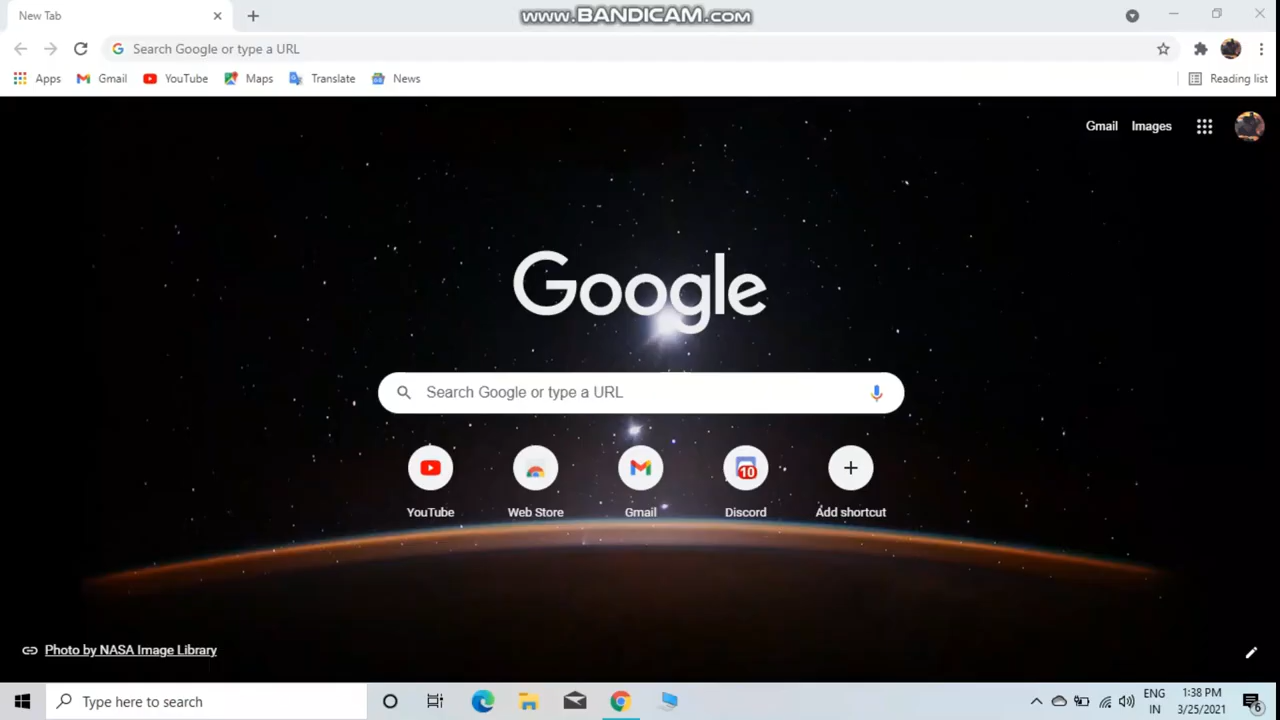 New Tab
www.BANDICAM.com
Search Google or type a URL
Apps
Gmail
YouTube
Maps
Translate
News
Reading list
Gmail
Images
Google
Search Google or type a URL
10
YouTube
Web Store
Gmail
Discord
Add shortcut
Photo by NASA Image Library
Type here to search
ENG
IN
1:38 PM
3/25/2021
6